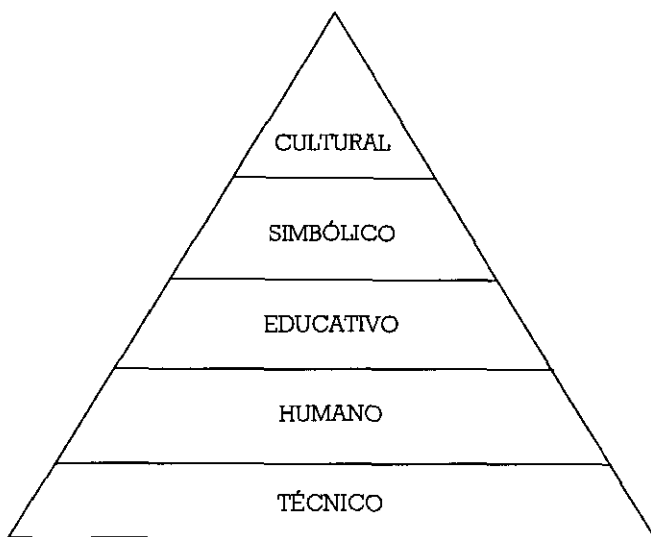 CULTURAL
SIMBÓLICO
EDUCATIVO
HUMANO
TÉCNICO